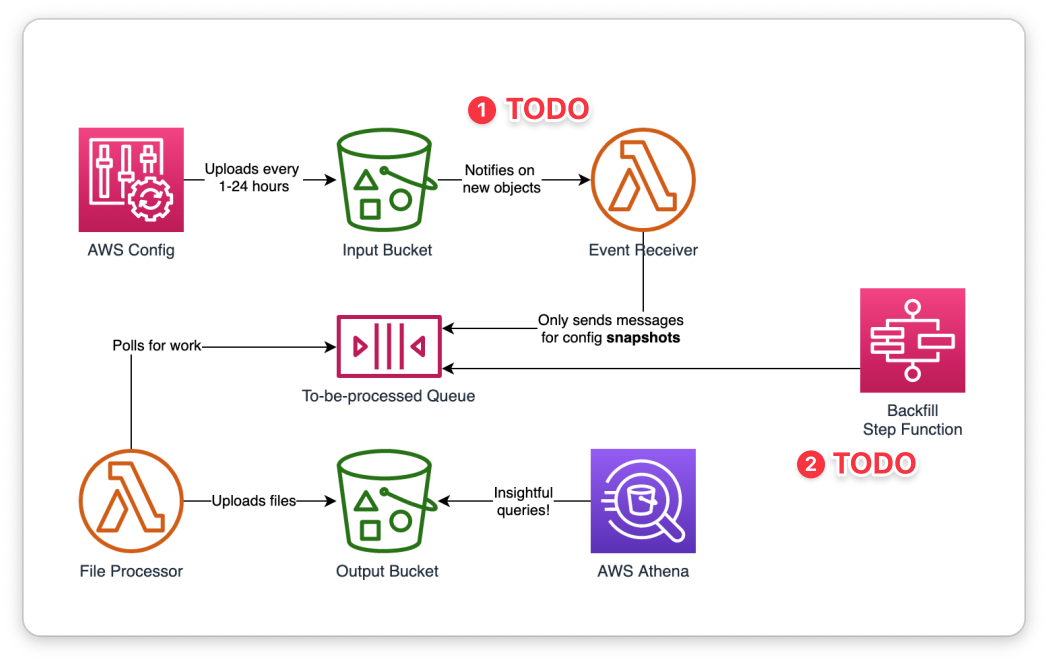 1 TODO
Uploads every
1-24 hours
Notifies on
new objects
AWS Config
Input Bucket
Event Receiver
Only sends messages
for config snapshots
Polls for work
To-be-processed Queue
Backfill
Step Function
2 TODO
Uploads files
Insightful
queries!
File Processor
Output Bucket
AWS Athena